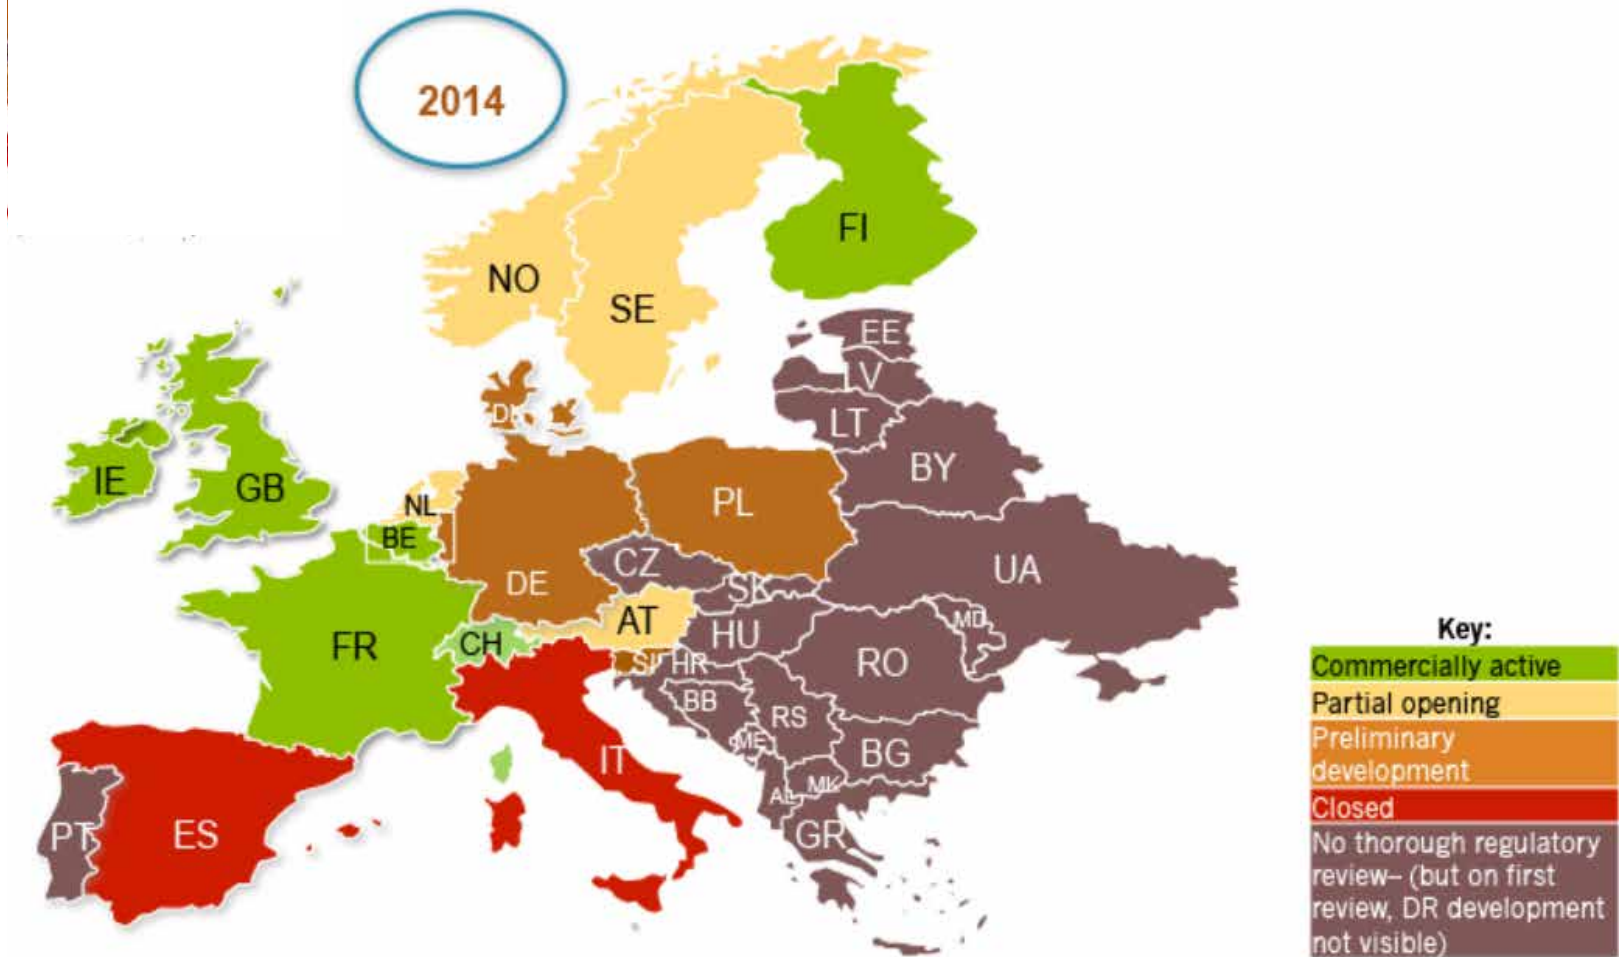 2014
FI
NO
SE
EE
V
LT
BY
IE
GB
NL
BE
PL
CZ
UA
DE
SK
AT
FR
CH
HU
MD
SI
HR
RO
BB
RS
ME
BG
IT
MK
AL
PT
ES
GR
Key:
Commercially active
Partial opening
Preliminary
development
Closed
No thorough regulatory
review– (but on first
review, DR development
not visible)